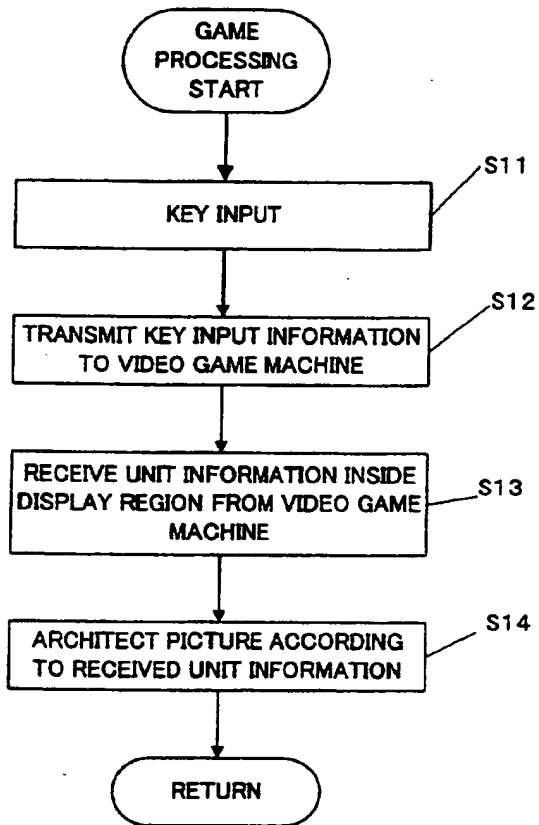 GAME
PROCESSING
START
S11
KEY INPUT
S12
TRANSMIT KEY INPUT INFORMATION
TO VIDEO GAME MACHINE
RECEIVE UNIT INFORMATION INSIDE
DISPLAY REGION FROM VIDEO GAME
MACHINE
S13
S14
ARCHITECT PICTURE ACCORDING
TO RECEIVED UNIT INFORMATION
RETURN